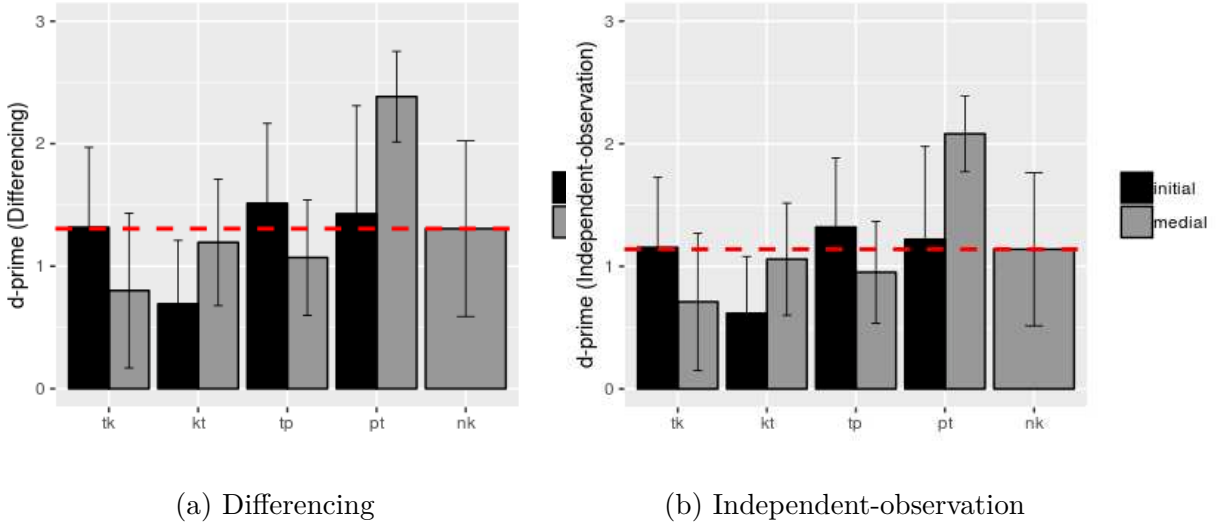 d-prime (Differencing)
3
2
1
0
tk kt tp pt nk
d-prime (Independent-observation)
3
2
1
0
tk kt tp pt nk
initial
medial
(a) Differencing
(b) Independent-observation